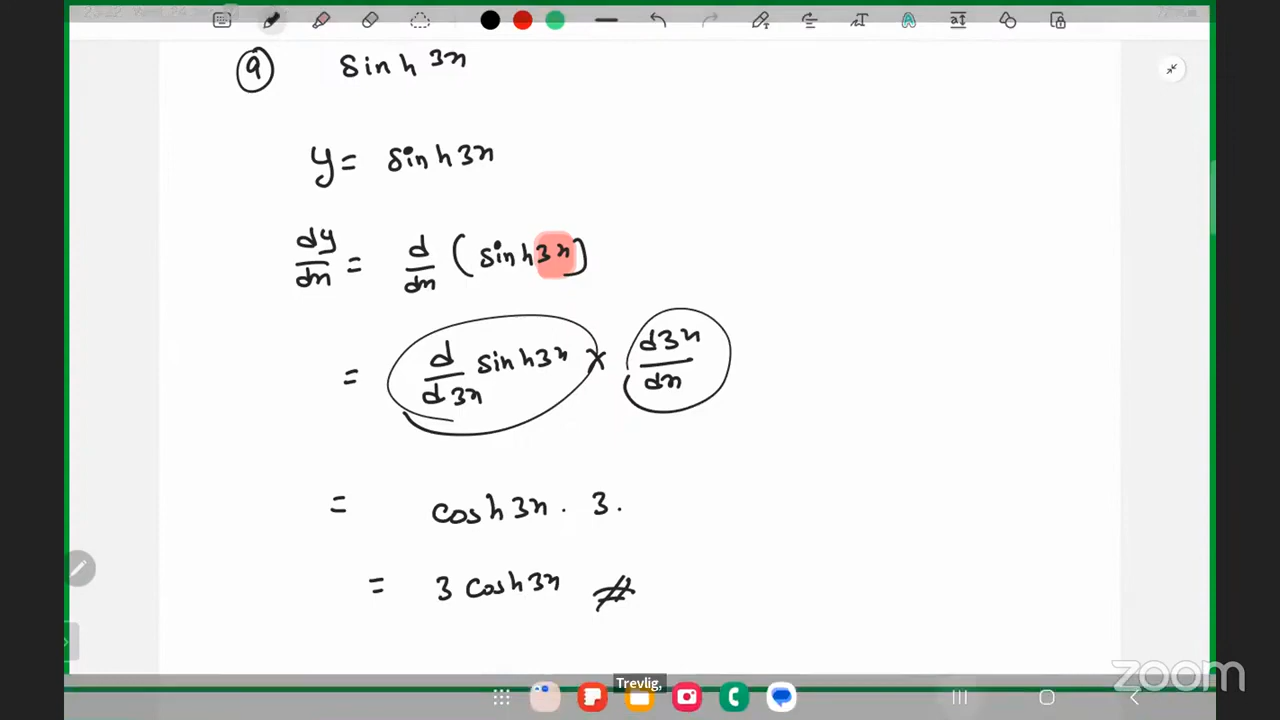 (a) sinh 3x
y = sinh 3x
dy/dx = d/dx (sinh 3x)
= d/d3x sinh 3x × d3x/dx
= cosh 3x . 3.
= 3 cosh 3x #
zoom
Trevlig,